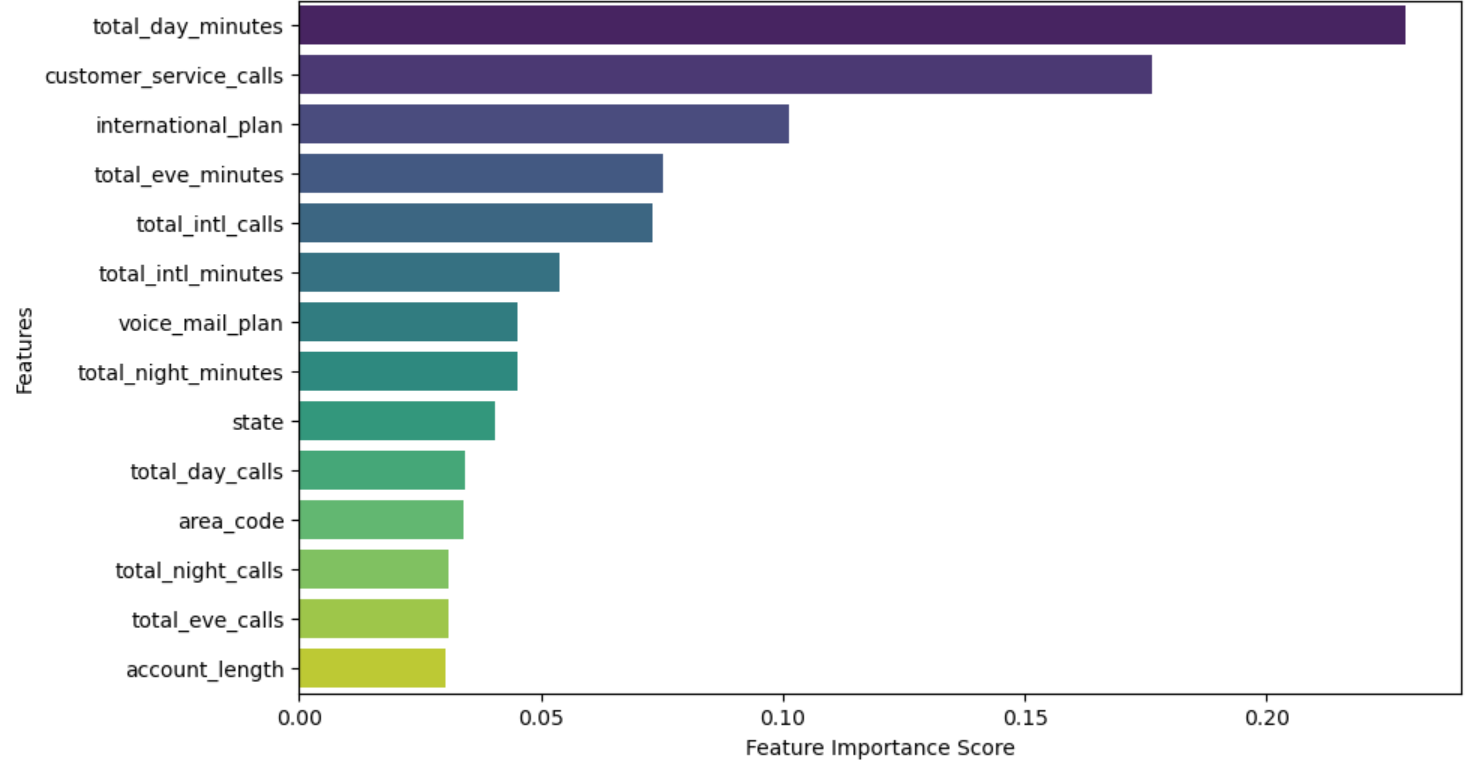 total_day_minutes
customer_service_calls
international_plan
total_eve_minutes
total_intl_calls
total_intl_minutes
voice_mail_plan
total_night_minutes
state
total_day_calls
area_code
total_night_calls
total_eve_calls
account_length
Features
0.00 0.05 0.10 0.15 0.20
Feature Importance Score